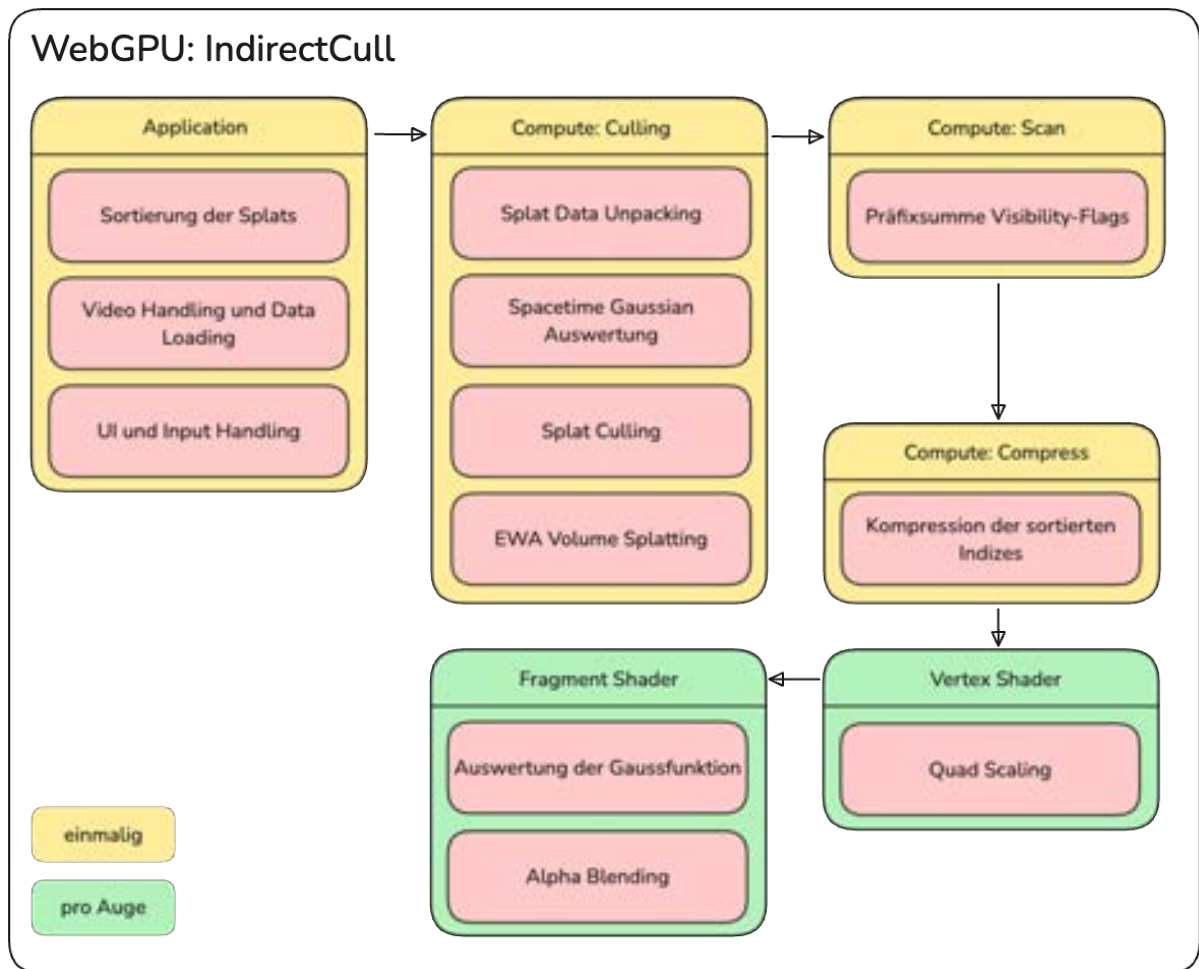 WebGPU: IndirectCull
Application
Sortierung der Splats
Video Handling und Data
Loading
UI und Input Handling
Compute: Culling
Splat Data Unpacking
Spacetime Gaussian
Auswertung
Splat Culling
EWA Volume Splatting
Compute: Scan
Präfixsumme Visibility-Flags
Compute: Compress
Kompression der sortierten
Indizes
Vertex Shader
Quad Scaling
Fragment Shader
Auswertung der Gaussfunktion
Alpha Blending
einmalig
pro Auge